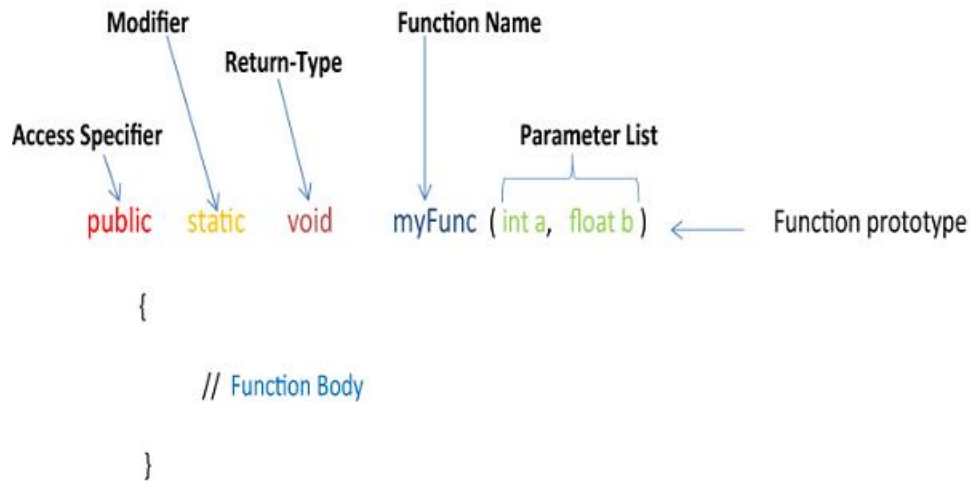 Modifier
Function Name
Return-Type
Access Specifier
Parameter List
public static void myFunc ( int a, float b )
Function prototype
{
// Function Body
}